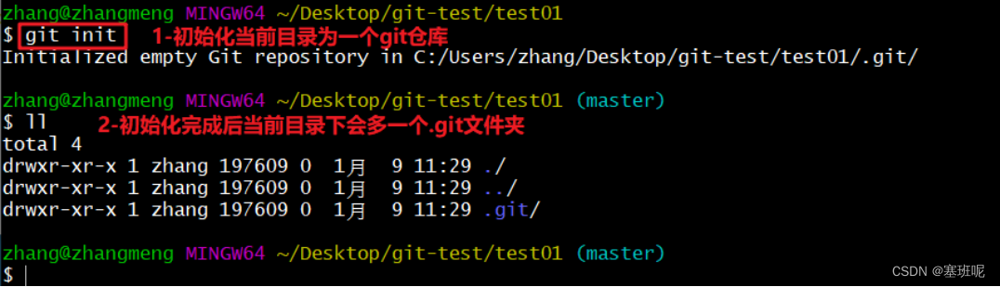 zhang@zhangmeng MINGW64 ~/Desktop/git-test/test01
$ git init 1-初始化当前目录为一个git仓库
Initialized empty Git repository in C:/Users/zhang/Desktop/git-test/test01/.git/
zhang@zhangmeng MINGW64 ~/Desktop/git-test/test01 (master)
$ ll 2-初始化完成后当前目录下会多一个.git文件夹
total 4
drwxr-xr-x 1 zhang 197609 0 1月 9 11:29 ./
drwxr-xr-x 1 zhang 197609 0 1月 9 11:29 ../
drwxr-xr-x 1 zhang 197609 0 1月 9 11:29 .git/
zhang@zhangmeng MINGW64 ~/Desktop/git-test/test01 (master)
$
CSDN @塞班呢